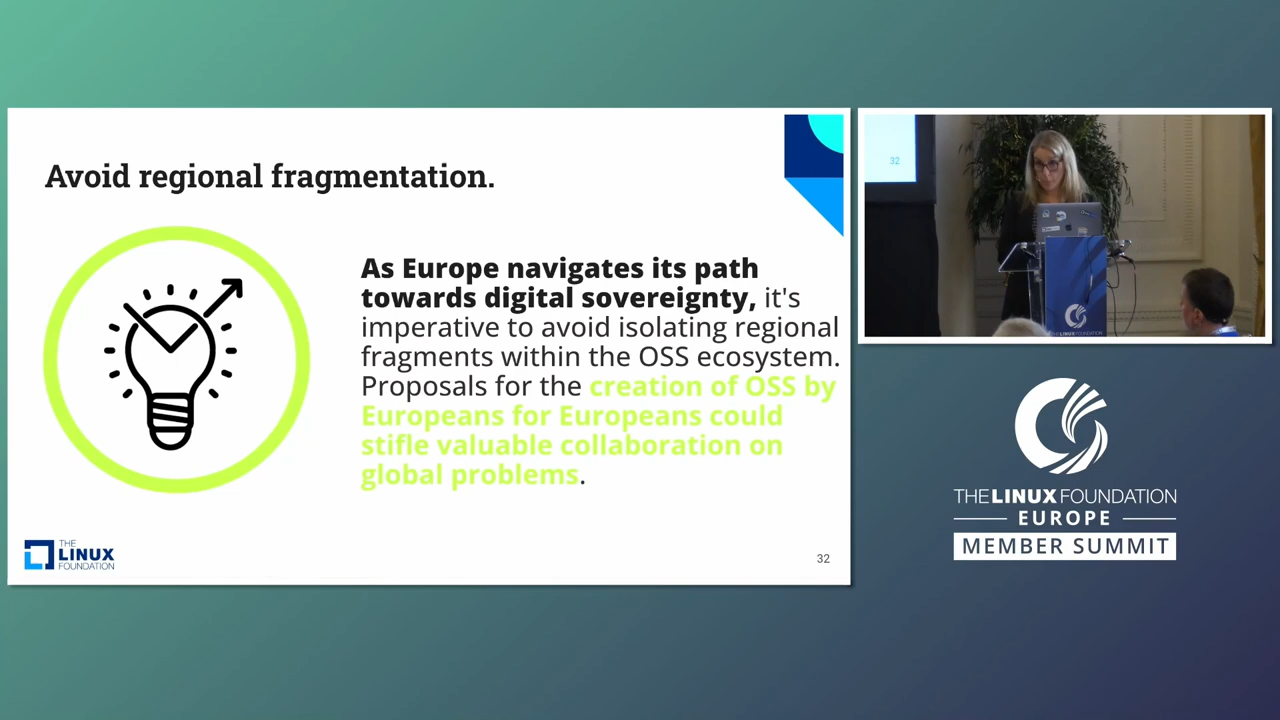 Avoid regional fragmentation.
As Europe navigates its path
towards digital sovereignty, it's
imperative to avoid isolating regional
fragments within the OSS ecosystem.
Proposals for the creation of OSS by
Europeans for Europeans could
stifle valuable collaboration on
global problems.
THE
LINUX
FOUNDATION
32
32
THE LINUX FOUNDATION
EUROPE
MEMBER SUMMIT